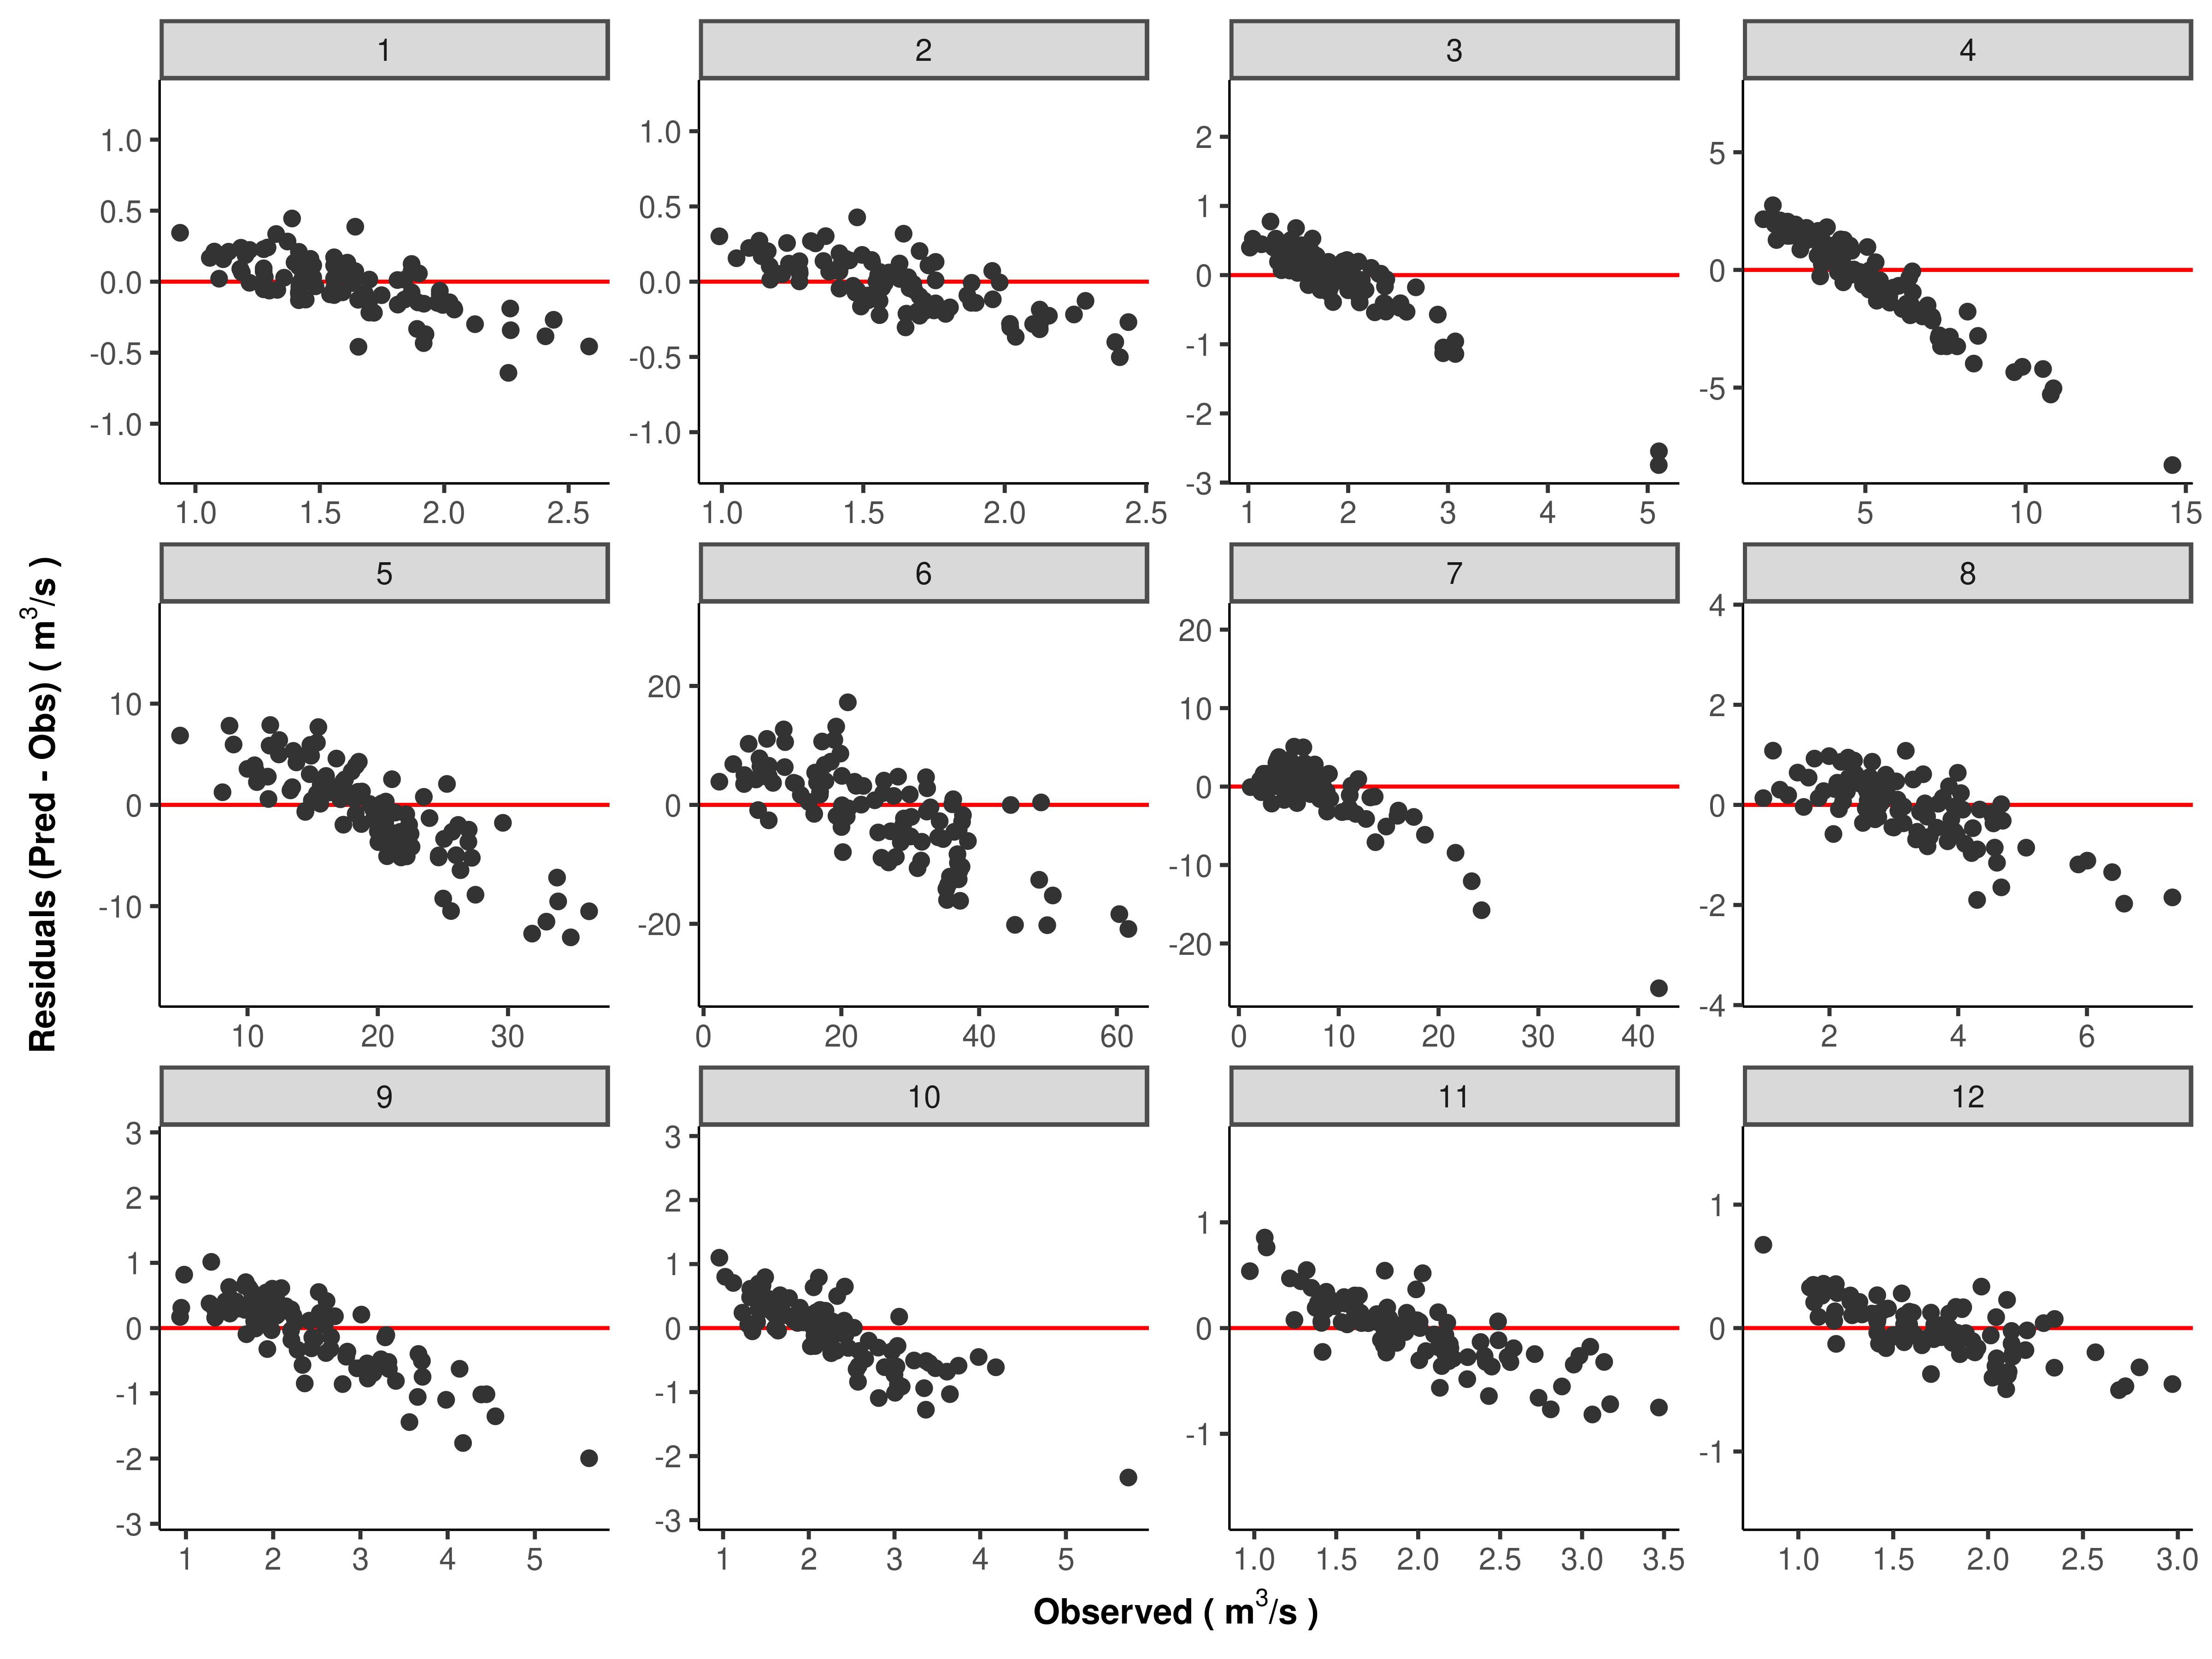 1 2 3 4
1.0 0.5 0.0 -0.5 -1.0
1.0 0.5 0.0 -0.5 -1.0
2 1 0 -1 -2 -3
5 0 -5
1.0 1.5 2.0 2.5
1.0 1.5 2.0 2.5
1 2 3 4 5
5 10 15
Residuals (Pred - Obs) ( m³/s )
5 6 7 8
10 0 -10
20 0 -20
20 10 0 -10 -20
4 2 0 -2 -4
10 20 30
0 20 40 60
0 10 20 30 40
2 4 6
9 10 11 12
3 2 1 0 -1 -2 -3
3 2 1 0 -1 -2 -3
1 0 -1
1 0 -1
1 2 3 4 5
1 2 3 4 5
1.0 1.5 2.0 2.5 3.0 3.5
1.0 1.5 2.0 2.5 3.0
Observed ( m³/s )